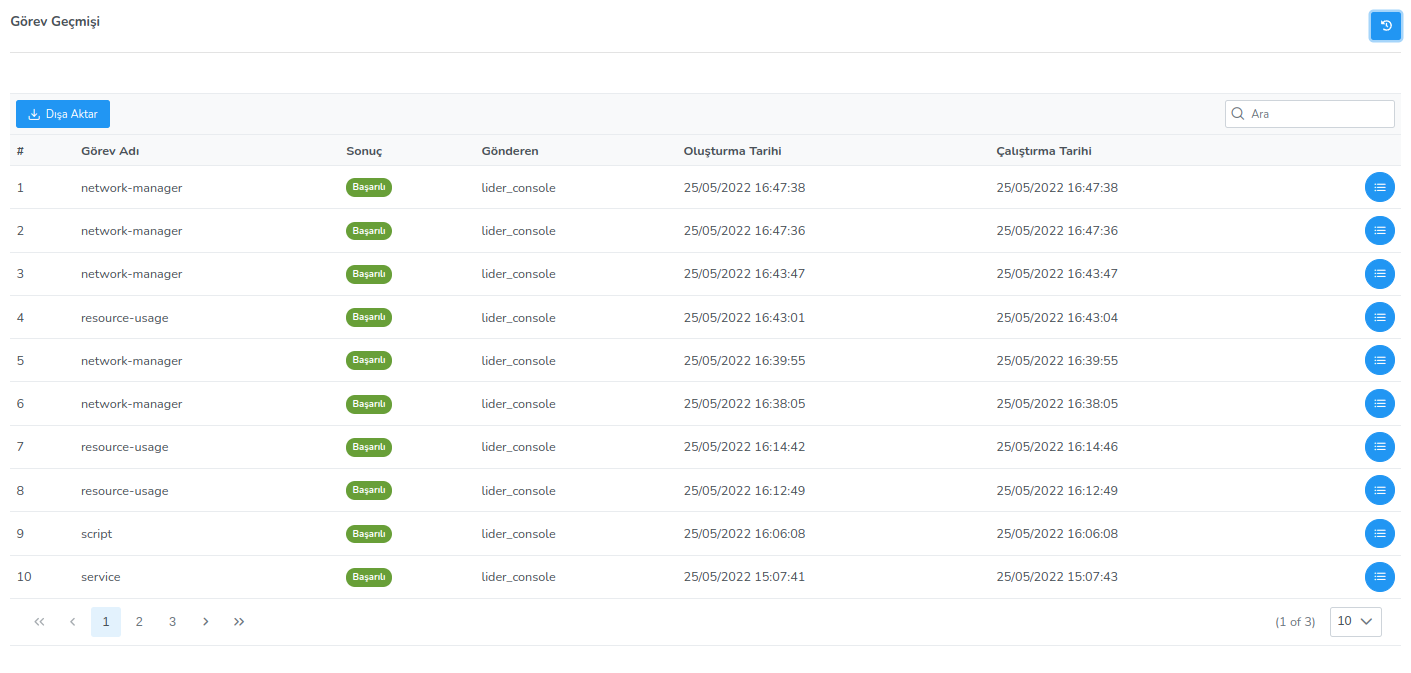 Görev Geçmişi
Dışa Aktar
Ara
# Görev Adı Sonuç Gönderen Oluşturma Tarihi Çalıştırma Tarihi
1 network-manager Başarılı lider_console 25/05/2022 16:47:38 25/05/2022 16:47:38
2 network-manager Başarılı lider_console 25/05/2022 16:47:36 25/05/2022 16:47:36
3 network-manager Başarılı lider_console 25/05/2022 16:43:47 25/05/2022 16:43:47
4 resource-usage Başarılı lider_console 25/05/2022 16:43:01 25/05/2022 16:43:04
5 network-manager Başarılı lider_console 25/05/2022 16:39:55 25/05/2022 16:39:55
6 network-manager Başarılı lider_console 25/05/2022 16:38:05 25/05/2022 16:38:05
7 resource-usage Başarılı lider_console 25/05/2022 16:14:42 25/05/2022 16:14:46
8 resource-usage Başarılı lider_console 25/05/2022 16:12:49 25/05/2022 16:12:49
9 script Başarılı lider_console 25/05/2022 16:06:08 25/05/2022 16:06:08
10 service Başarılı lider_console 25/05/2022 15:07:41 25/05/2022 15:07:43
« ‹ 1 2 3 › » (1 of 3) 10